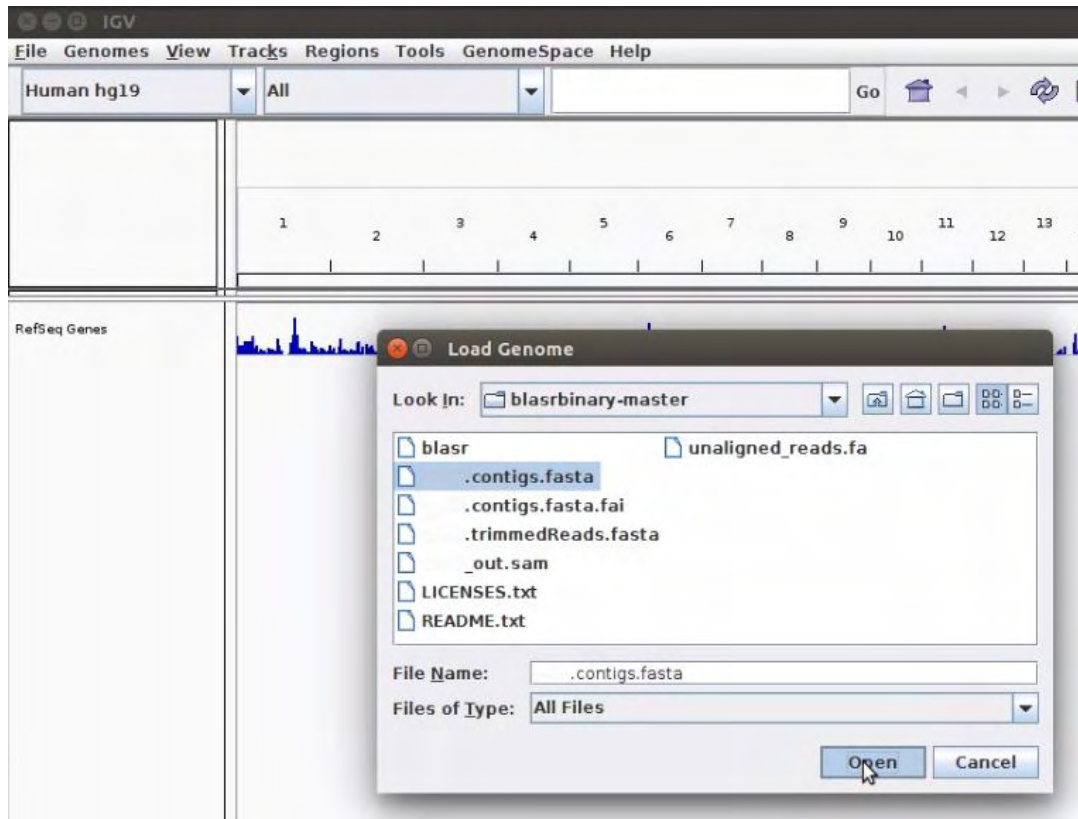 IGV
File Genomes View Tracks Regions Tools GenomeSpace Help
Human hg19 All Go
1 2 3 4 5 6 7 8 9 10 11 12 13
RefSeq Genes
Load Genome
Look In: blasrbinary-master
blasr unaligned_reads.fa
.contigs.fasta
.contigs.fasta.fai
.trimmedReads.fasta
_out.sam
LICENSES.txt
README.txt
File Name: .contigs.fasta
Files of Type: All Files
Open Cancel